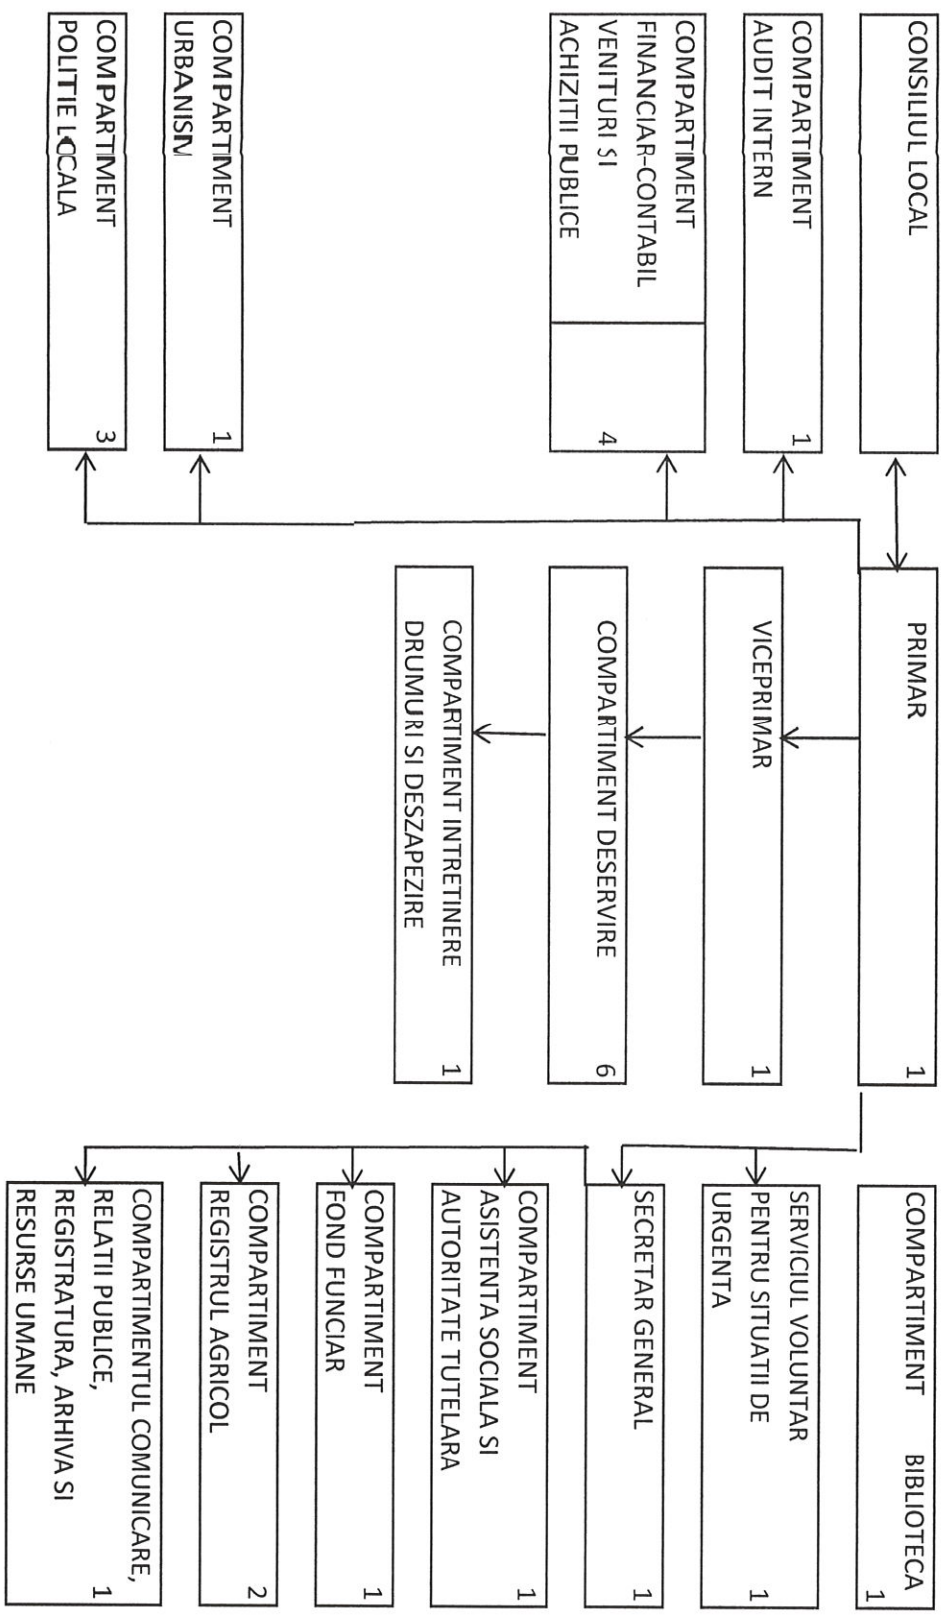 CONSILIUL LOCAL
PRIMAR
1
COMPARTIMENT BIBLIOTECA
1
COMPARTIMENT
AUDIT INTERN
1
VICEPRIMAR
1
SERVICIUL VOLUNTAR
PENTRU SITUATII DE
URGENTA
1
COMPARTIMENT
FINANCIAR-CONTABIL
VENITURI SI
ACHIZITII PUBLICE
4
COMPARTIMENT DESERVIRE
6
SECRETAR GENERAL
1
COMPARTIMENT INTRETINERE
DRUMURI SI DESZAPEZIRE
1
COMPARTIMENT
ASISTENTA SOCIALA SI
AUTORITATE TUTELARA
1
COMPARTIMENT
FOND FUNCIAR
1
COMPARTIMENT
URBANISM
1
COMPARTIMENT
REGISTRUL AGRICOL
2
COMPARTIMENT
POLITIE LOCALA
3
COMPARTIMENTUL COMUNICARE,
RELATII PUBLICE,
REGISTRATURA, ARHIVA SI
RESURSE UMANE
1